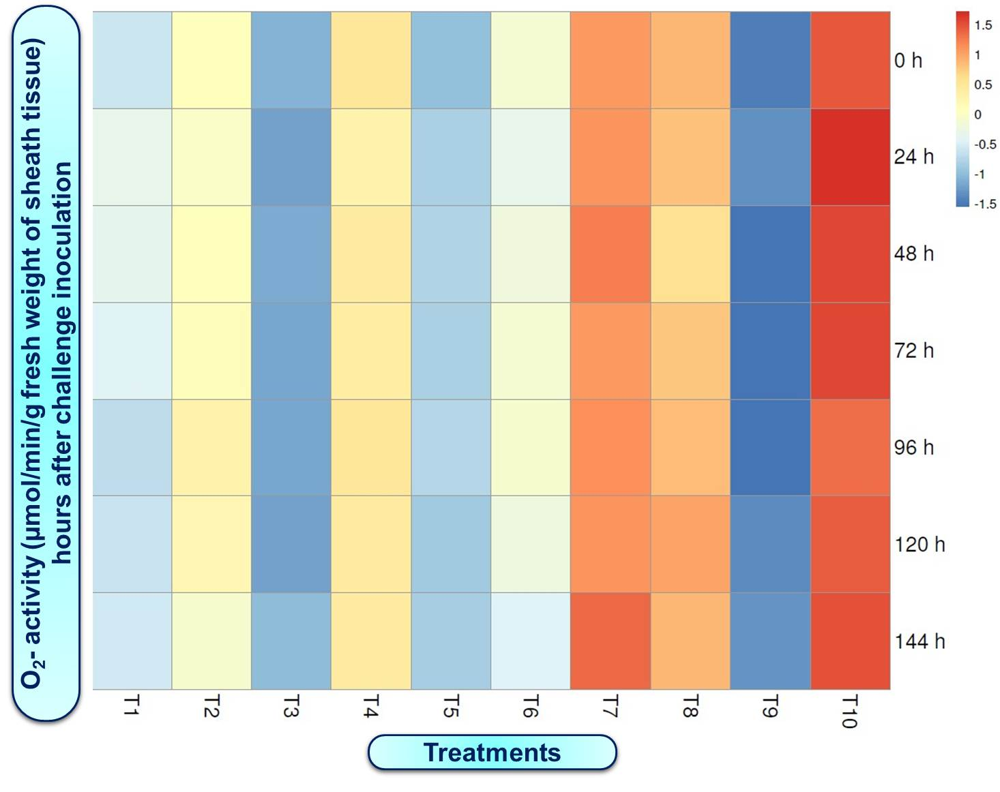 O₂- activity (µmol/min/g fresh weight of sheath tissue)
hours after challenge inoculation
0 h
24 h
48 h
72 h
96 h
120 h
144 h
1.5
1
0.5
0
-0.5
-1
-1.5
T1
T2
T3
T4
T5
T6
T7
T8
T9
T10
Treatments